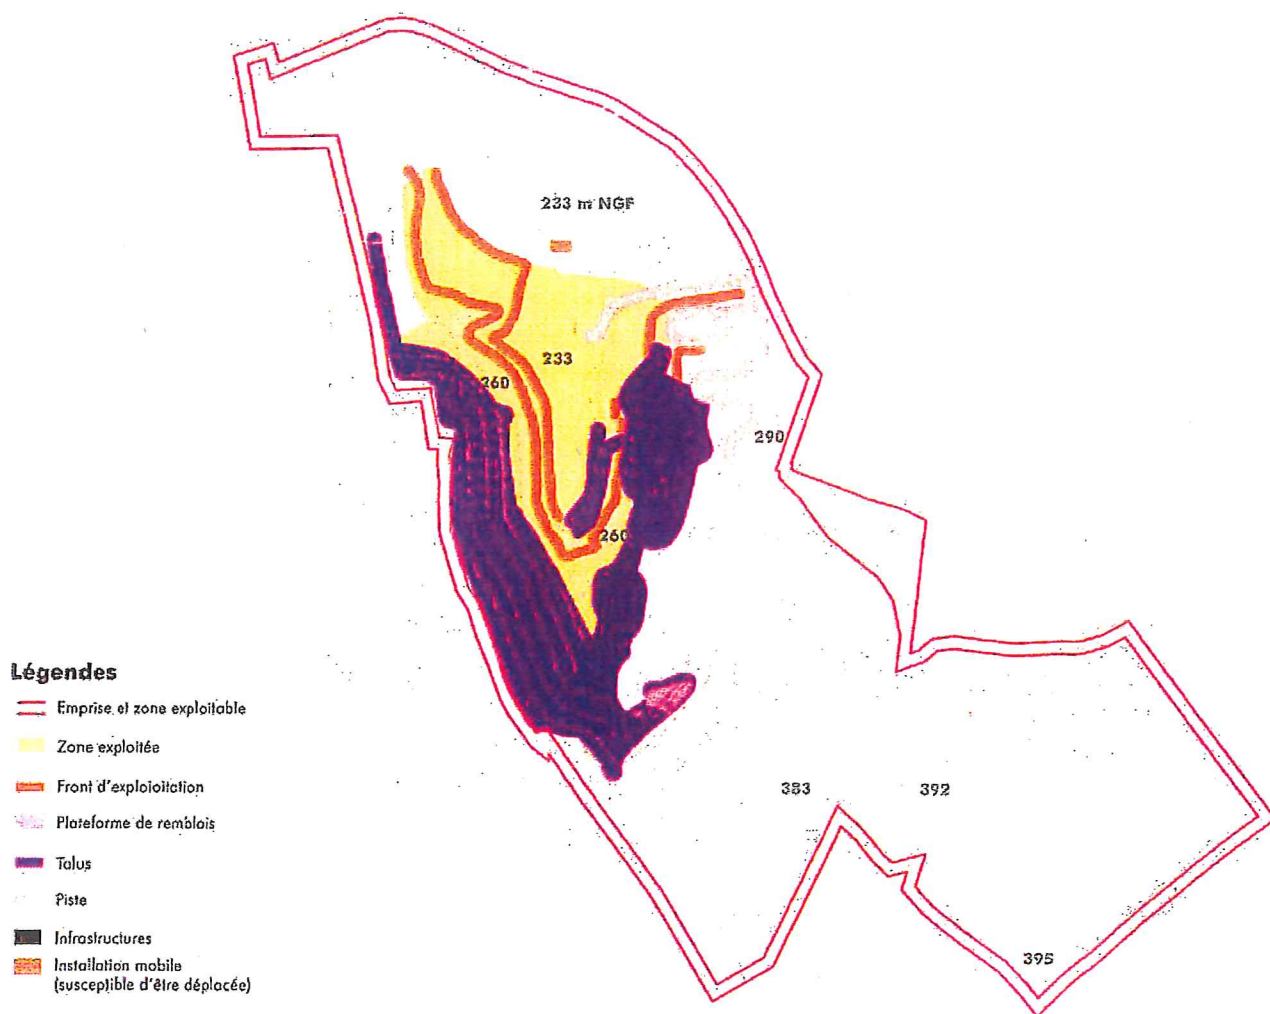 233 m NGF
233
260
290
260
383
392
395
Légendes
Emprise et zone exploitable
Zone exploitée
Front d'exploioitation
Plateforme de remblais
Talus
Piste
Infrastructures
Installation mobile
(susceptible d'être déplacée)